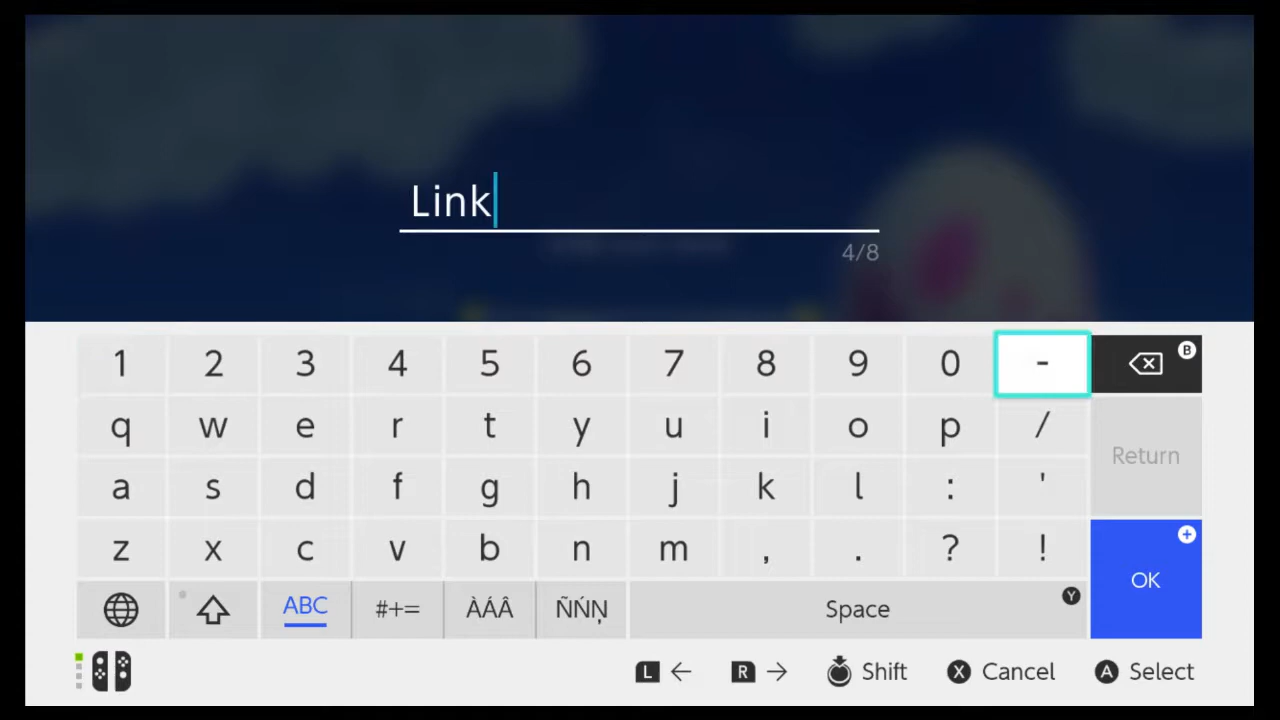 Link
4/8
1 2 3 4 5 6 7 8 9 0 - B
q w e r t y u i o p /
Return
a s d f g h j k l : '
z x c v b n m , . ? ! +
OK
ABC #+= ÀÁÂ ÑŃŅ Space Y
L ← R → Shift X Cancel A Select